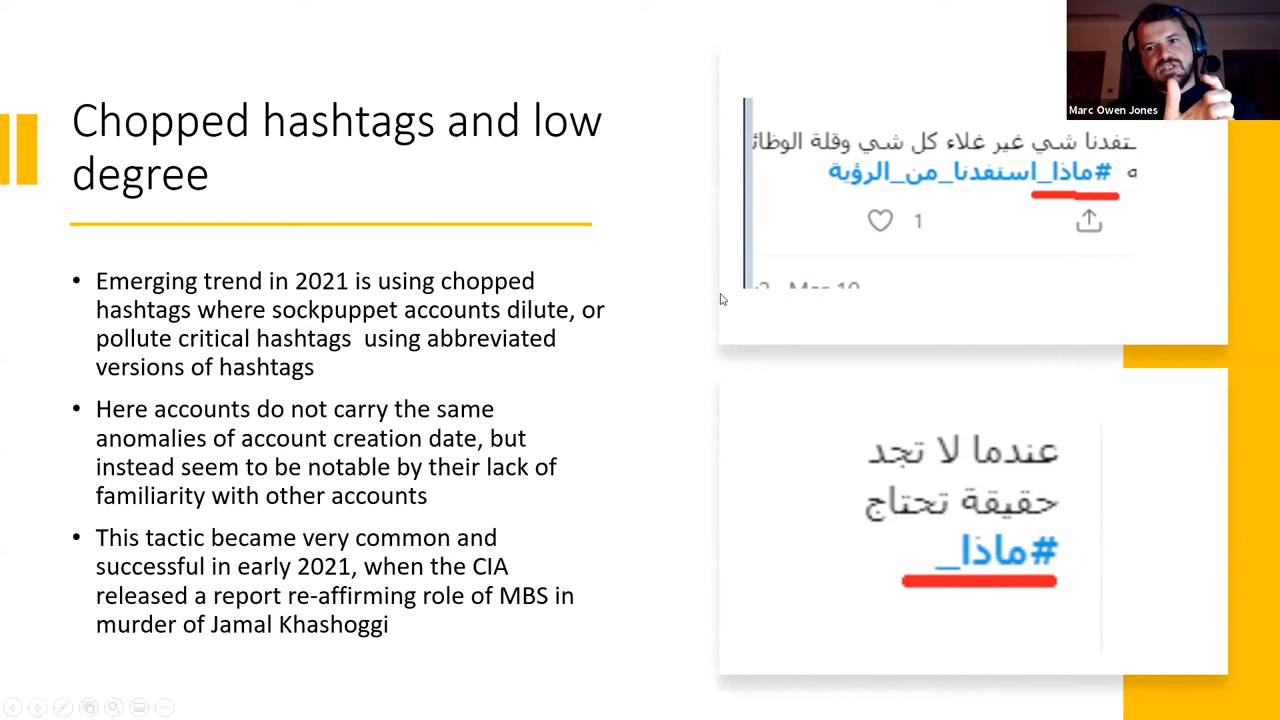 Chopped hashtags and low
degree
• Emerging trend in 2021 is using chopped
hashtags where sockpuppet accounts dilute, or
pollute critical hashtags using abbreviated
versions of hashtags
• Here accounts do not carry the same
anomalies of account creation date, but
instead seem to be notable by their lack of
familiarity with other accounts
• This tactic became very common and
successful in early 2021, when the CIA
released a report re-affirming role of MBS in
murder of Jamal Khashoggi
Marc Owen Jones
شي غير غلاء كل شي وقلة
#ماذا_استفدنا_من_الرؤية
1
عندما لا تجد
حقيقة تحتاج
#ماذا_